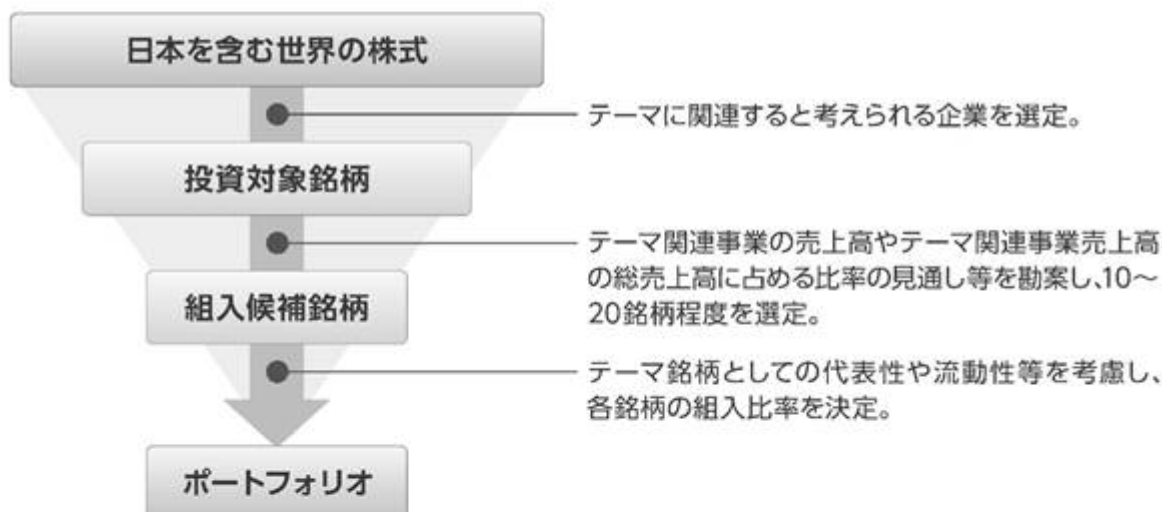 日本を含む世界の株式
テーマに関連すると考えられる企業を選定。
投資対象銘柄
テーマ関連事業の売上高やテーマ関連事業売上高
の総売上高に占める比率の見通し等を勘案し、10〜
20銘柄程度を選定。
組入候補銘柄
テーマ銘柄としての代表性や流動性等を考慮し、
各銘柄の組入比率を決定。
ポートフォリオ